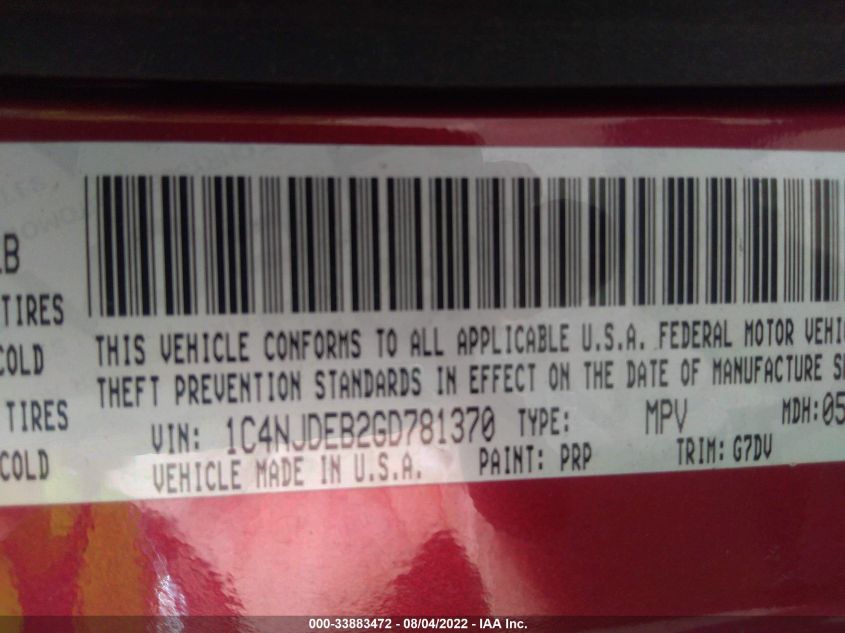 LB
TIRES
COLD
TIRES
COLD
THIS VEHICLE CONFORMS TO ALL APPLICABLE U.S.A. FEDERAL MOTOR VEHI
THEFT PREVENTION STANDARDS IN EFFECT ON THE DATE OF MANUFACTURE S
VIN: 1C4NJDEB2GD781370 TYPE: MPV MDH:05
VEHICLE MADE IN U.S.A. PAINT: PRP TRIM: G7DV
000-33883472 - 08/04/2022 - IAA Inc.